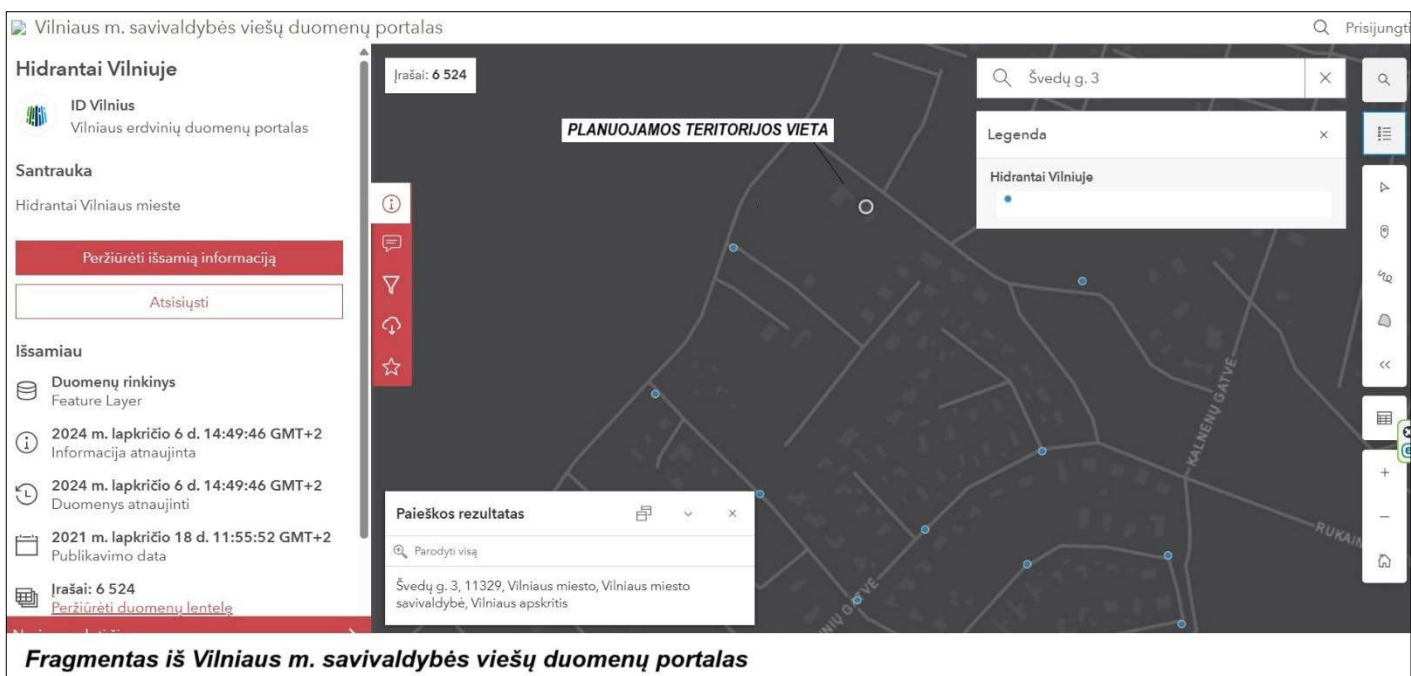 Vilniaus m. savivaldybės viešų duomenų portalas
Prisijungti
Hidrantai Vilniuje
ID Vilnius
Vilniaus erdvinių duomenų portalas
Santrauka
Hidrantai Vilniaus mieste
Peržiūrėti išsamią informaciją
Atsisiųsti
Išsamiau
Duomenų rinkinys
Feature Layer
2024 m. lapkričio 6 d. 14:49:46 GMT+2
Informacija atnaujinta
2024 m. lapkričio 6 d. 14:49:46 GMT+2
Duomenys atnaujinti
2021 m. lapkričio 18 d. 11:55:52 GMT+2
Publikavimo data
Įrašai: 6 524
Peržiūrėti duomenų lentelę
Įrašai: 6 524
PLANUOJAMOS TERITORIJOS VIETA
Švedų g. 3
Legenda
Hidrantai Vilniuje
KALNĖNŲ GATVĖ
Paieškos rezultatas
Parodyti visą
Švedų g. 3, 11329, Vilniaus miesto, Vilniaus miesto
savivaldybė, Vilniaus apskritis
Fragmentas iš Vilniaus m. savivaldybės viešų duomenų portalas